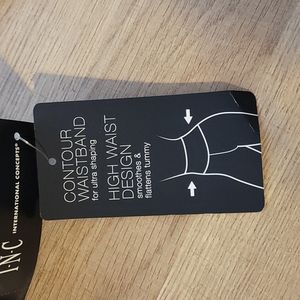 I·N·C
INTERNATIONAL CONCEPTS®
CONTOUR
WAISTBAND
for ultra shaping
HIGH WAIST
DESIGN
smoothes &
flattens tummy